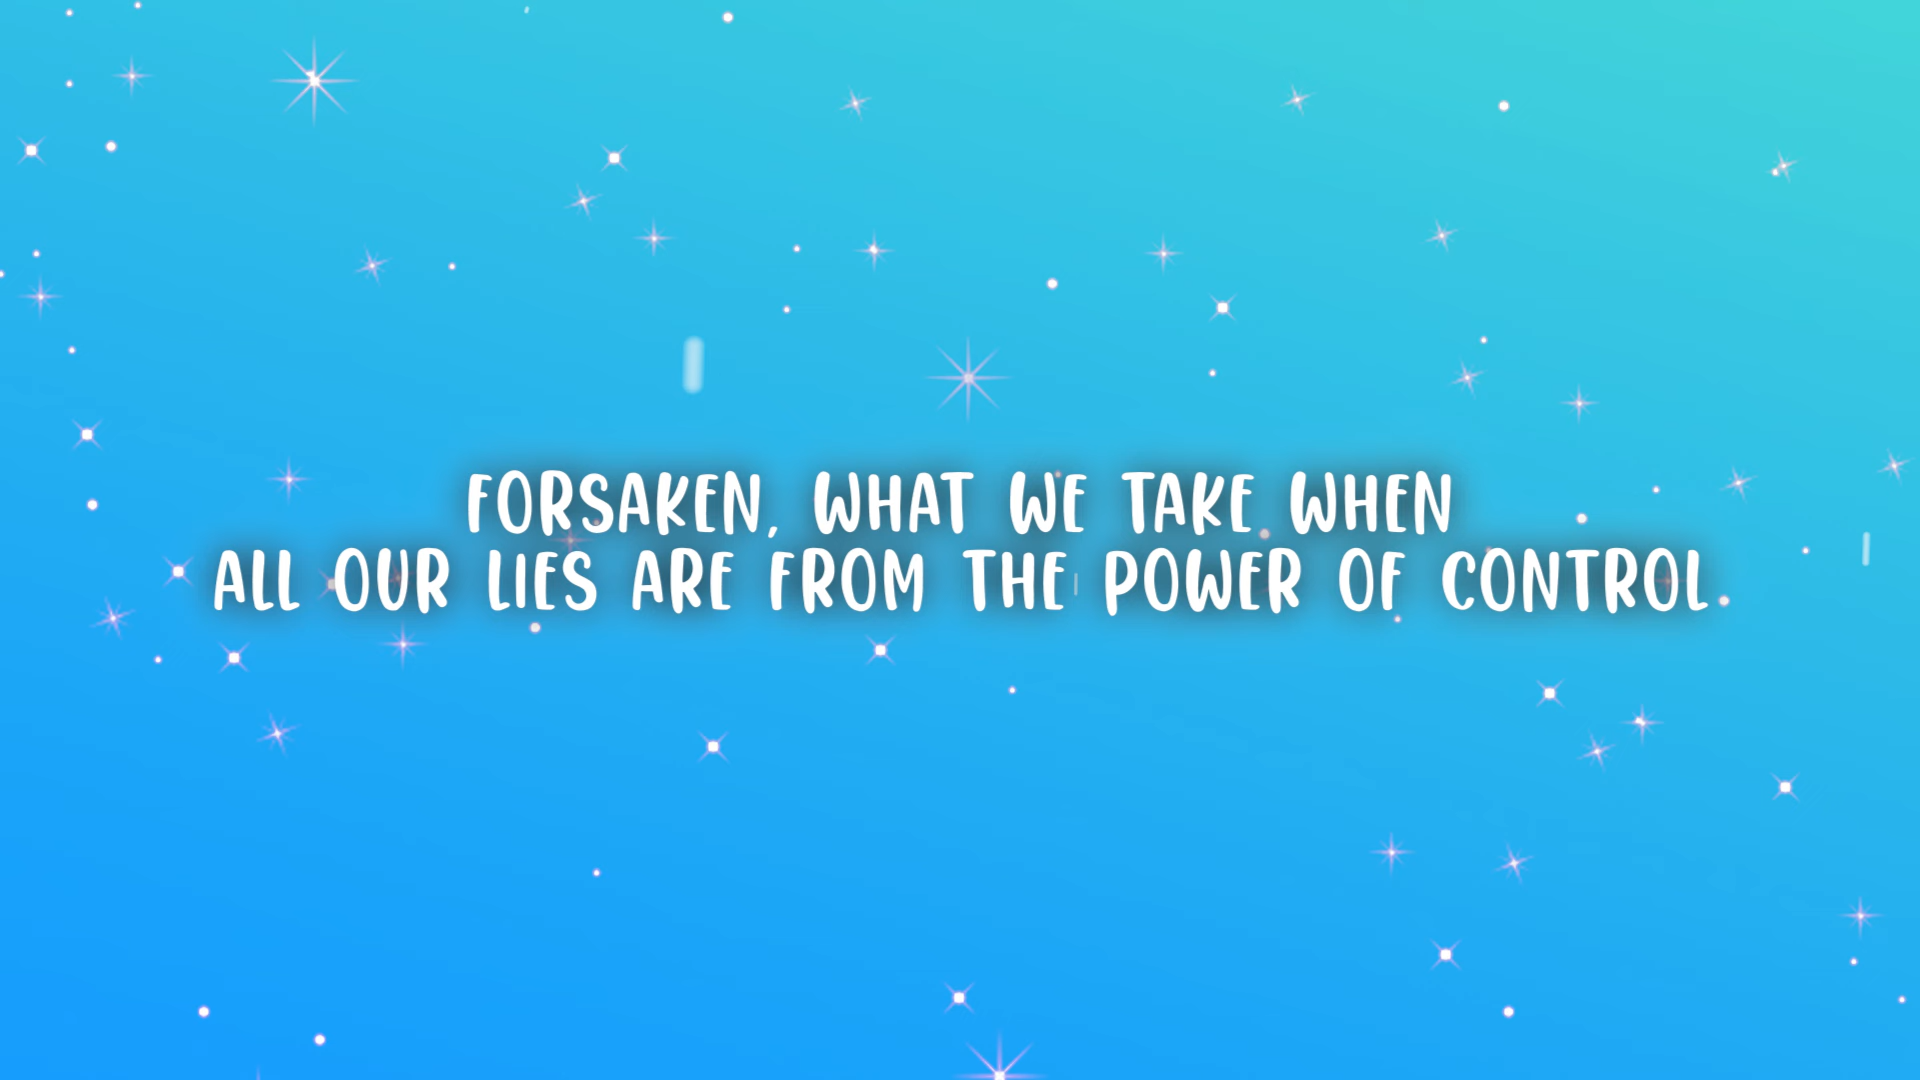 FORSAKEN, WHAT WE TAKE WHEN
ALL OUR LIES ARE FROM THE POWER OF CONTROL